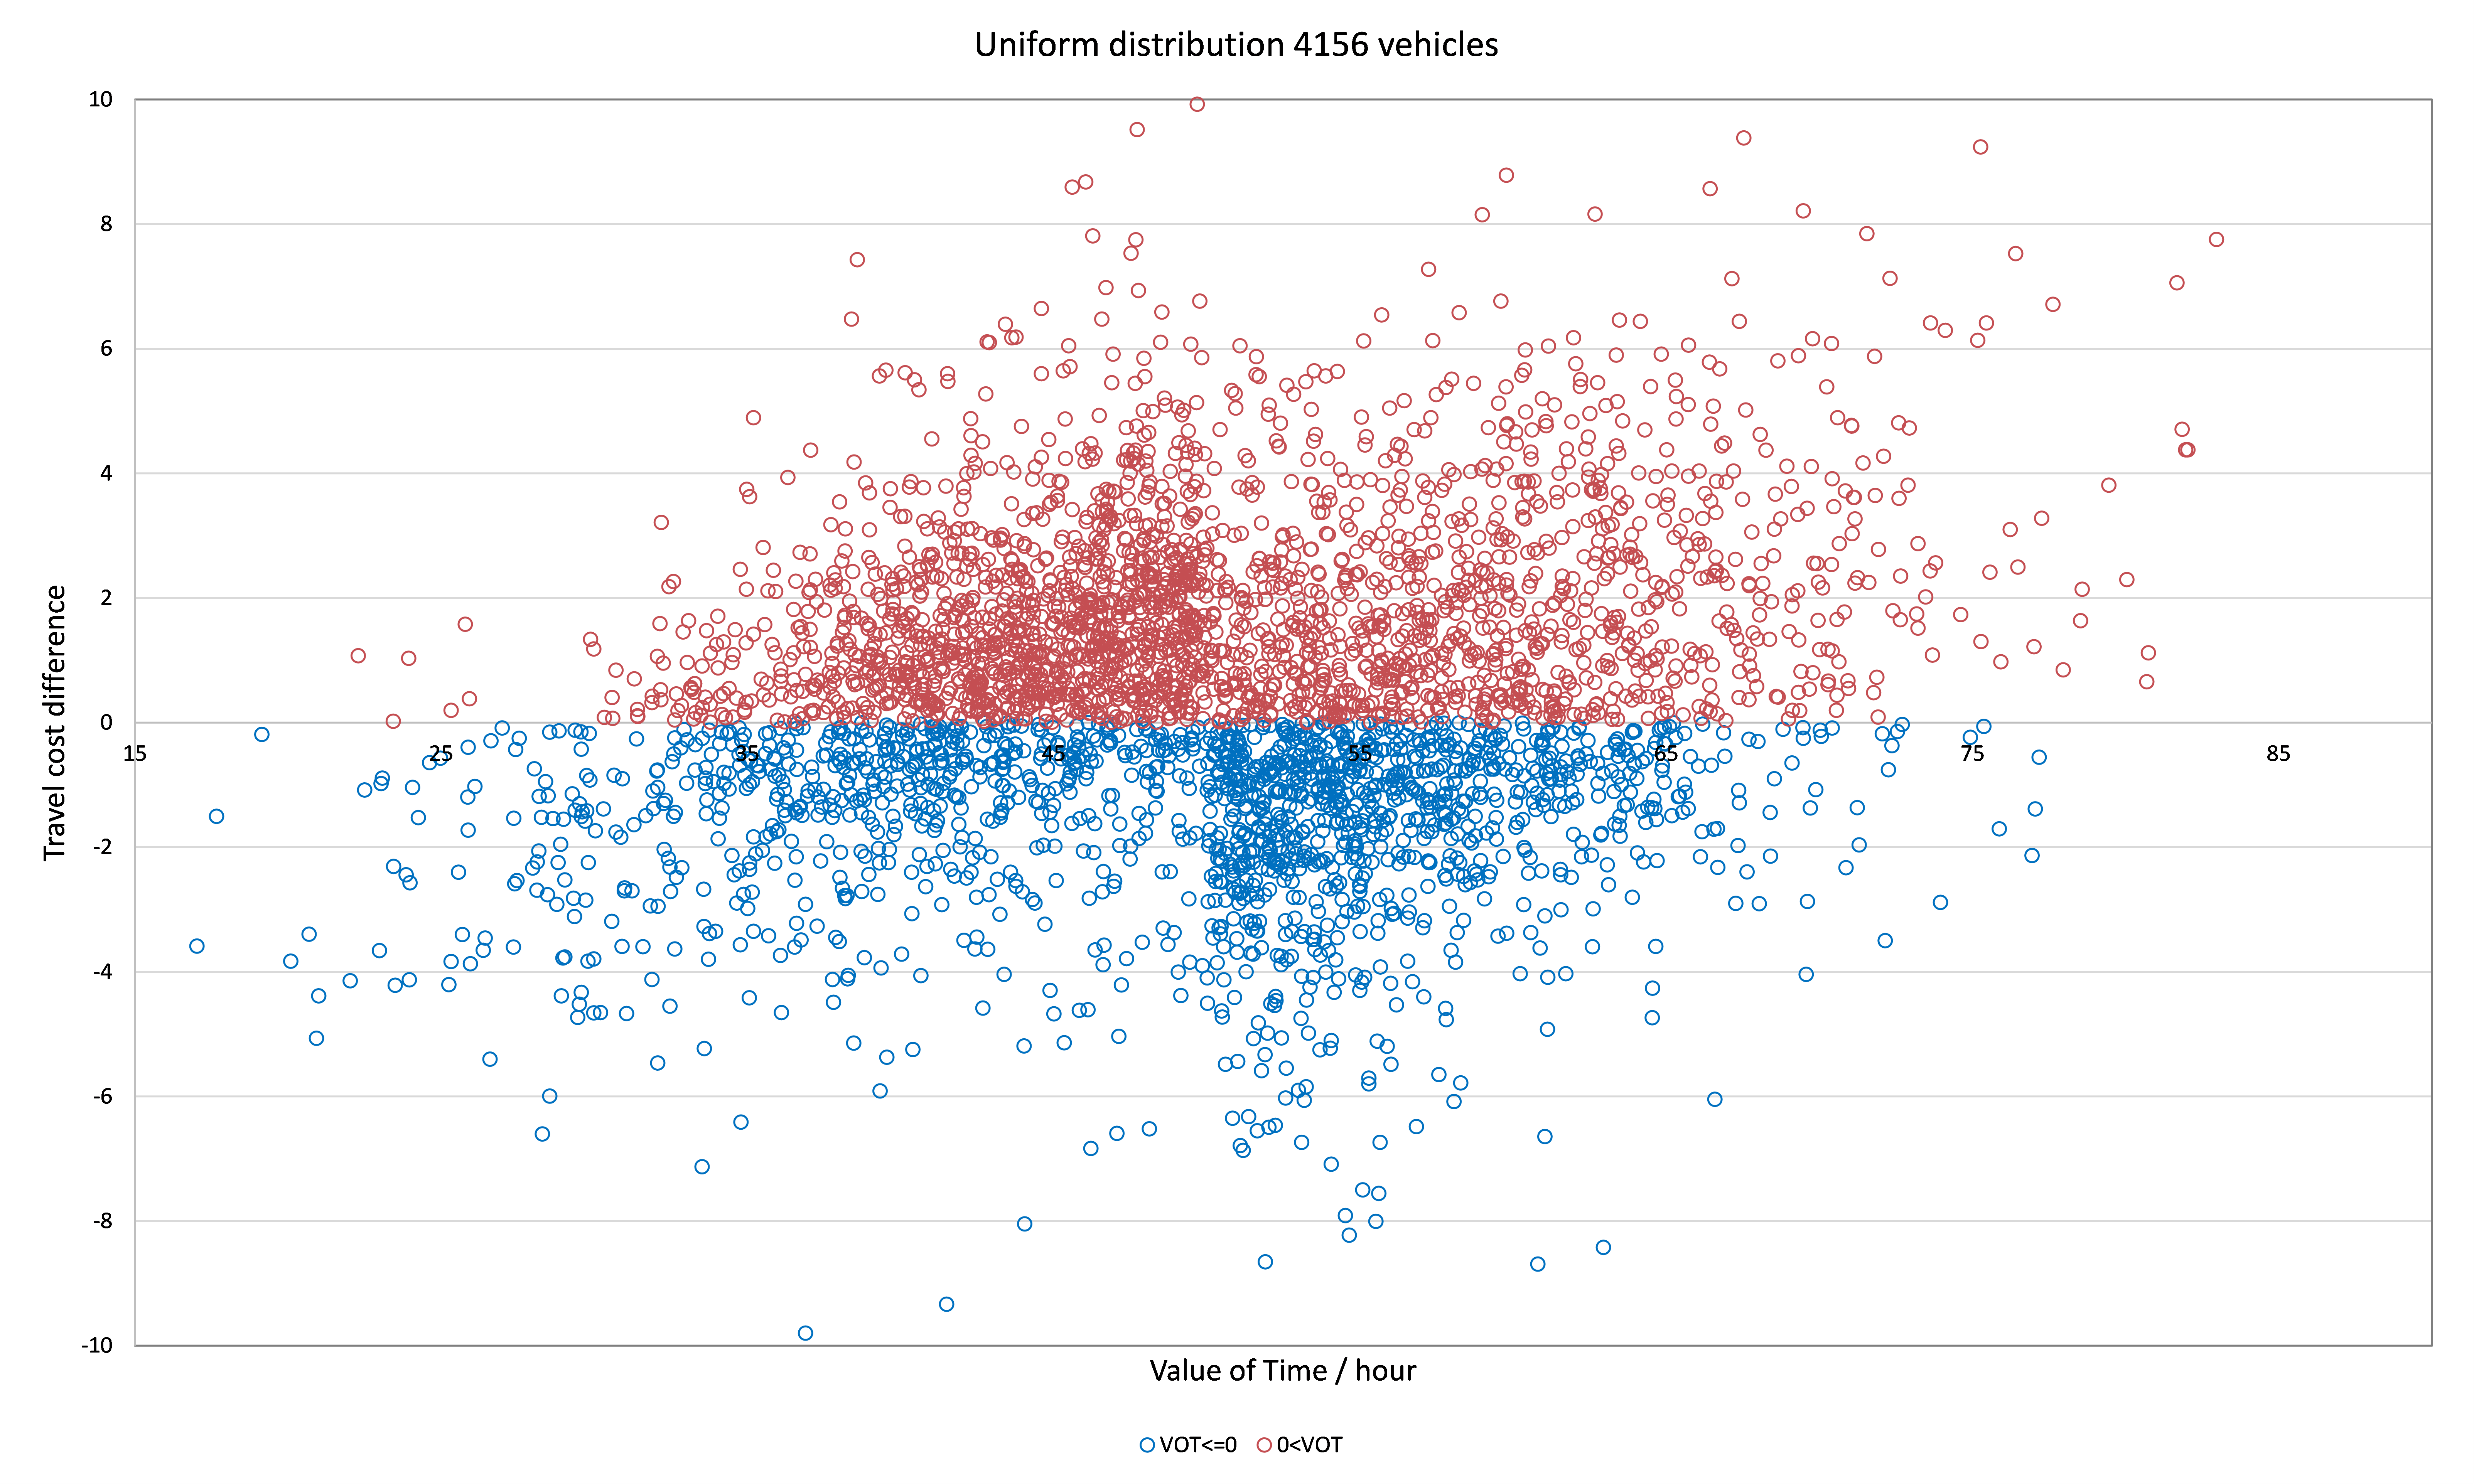 Uniform distribution 4156 vehicles
10
8
6
4
2
0
-2
-4
-6
-8
-10
15 25 35 45 55 65 75 85
Travel cost difference
Value of Time / hour
VOT<=0 0<VOT